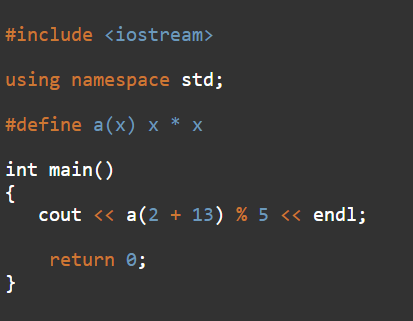 #include <iostream>
using namespace std;
#define a(x) x * x
int main()
{
cout << a(2 + 13) % 5 << endl;
return 0;
}